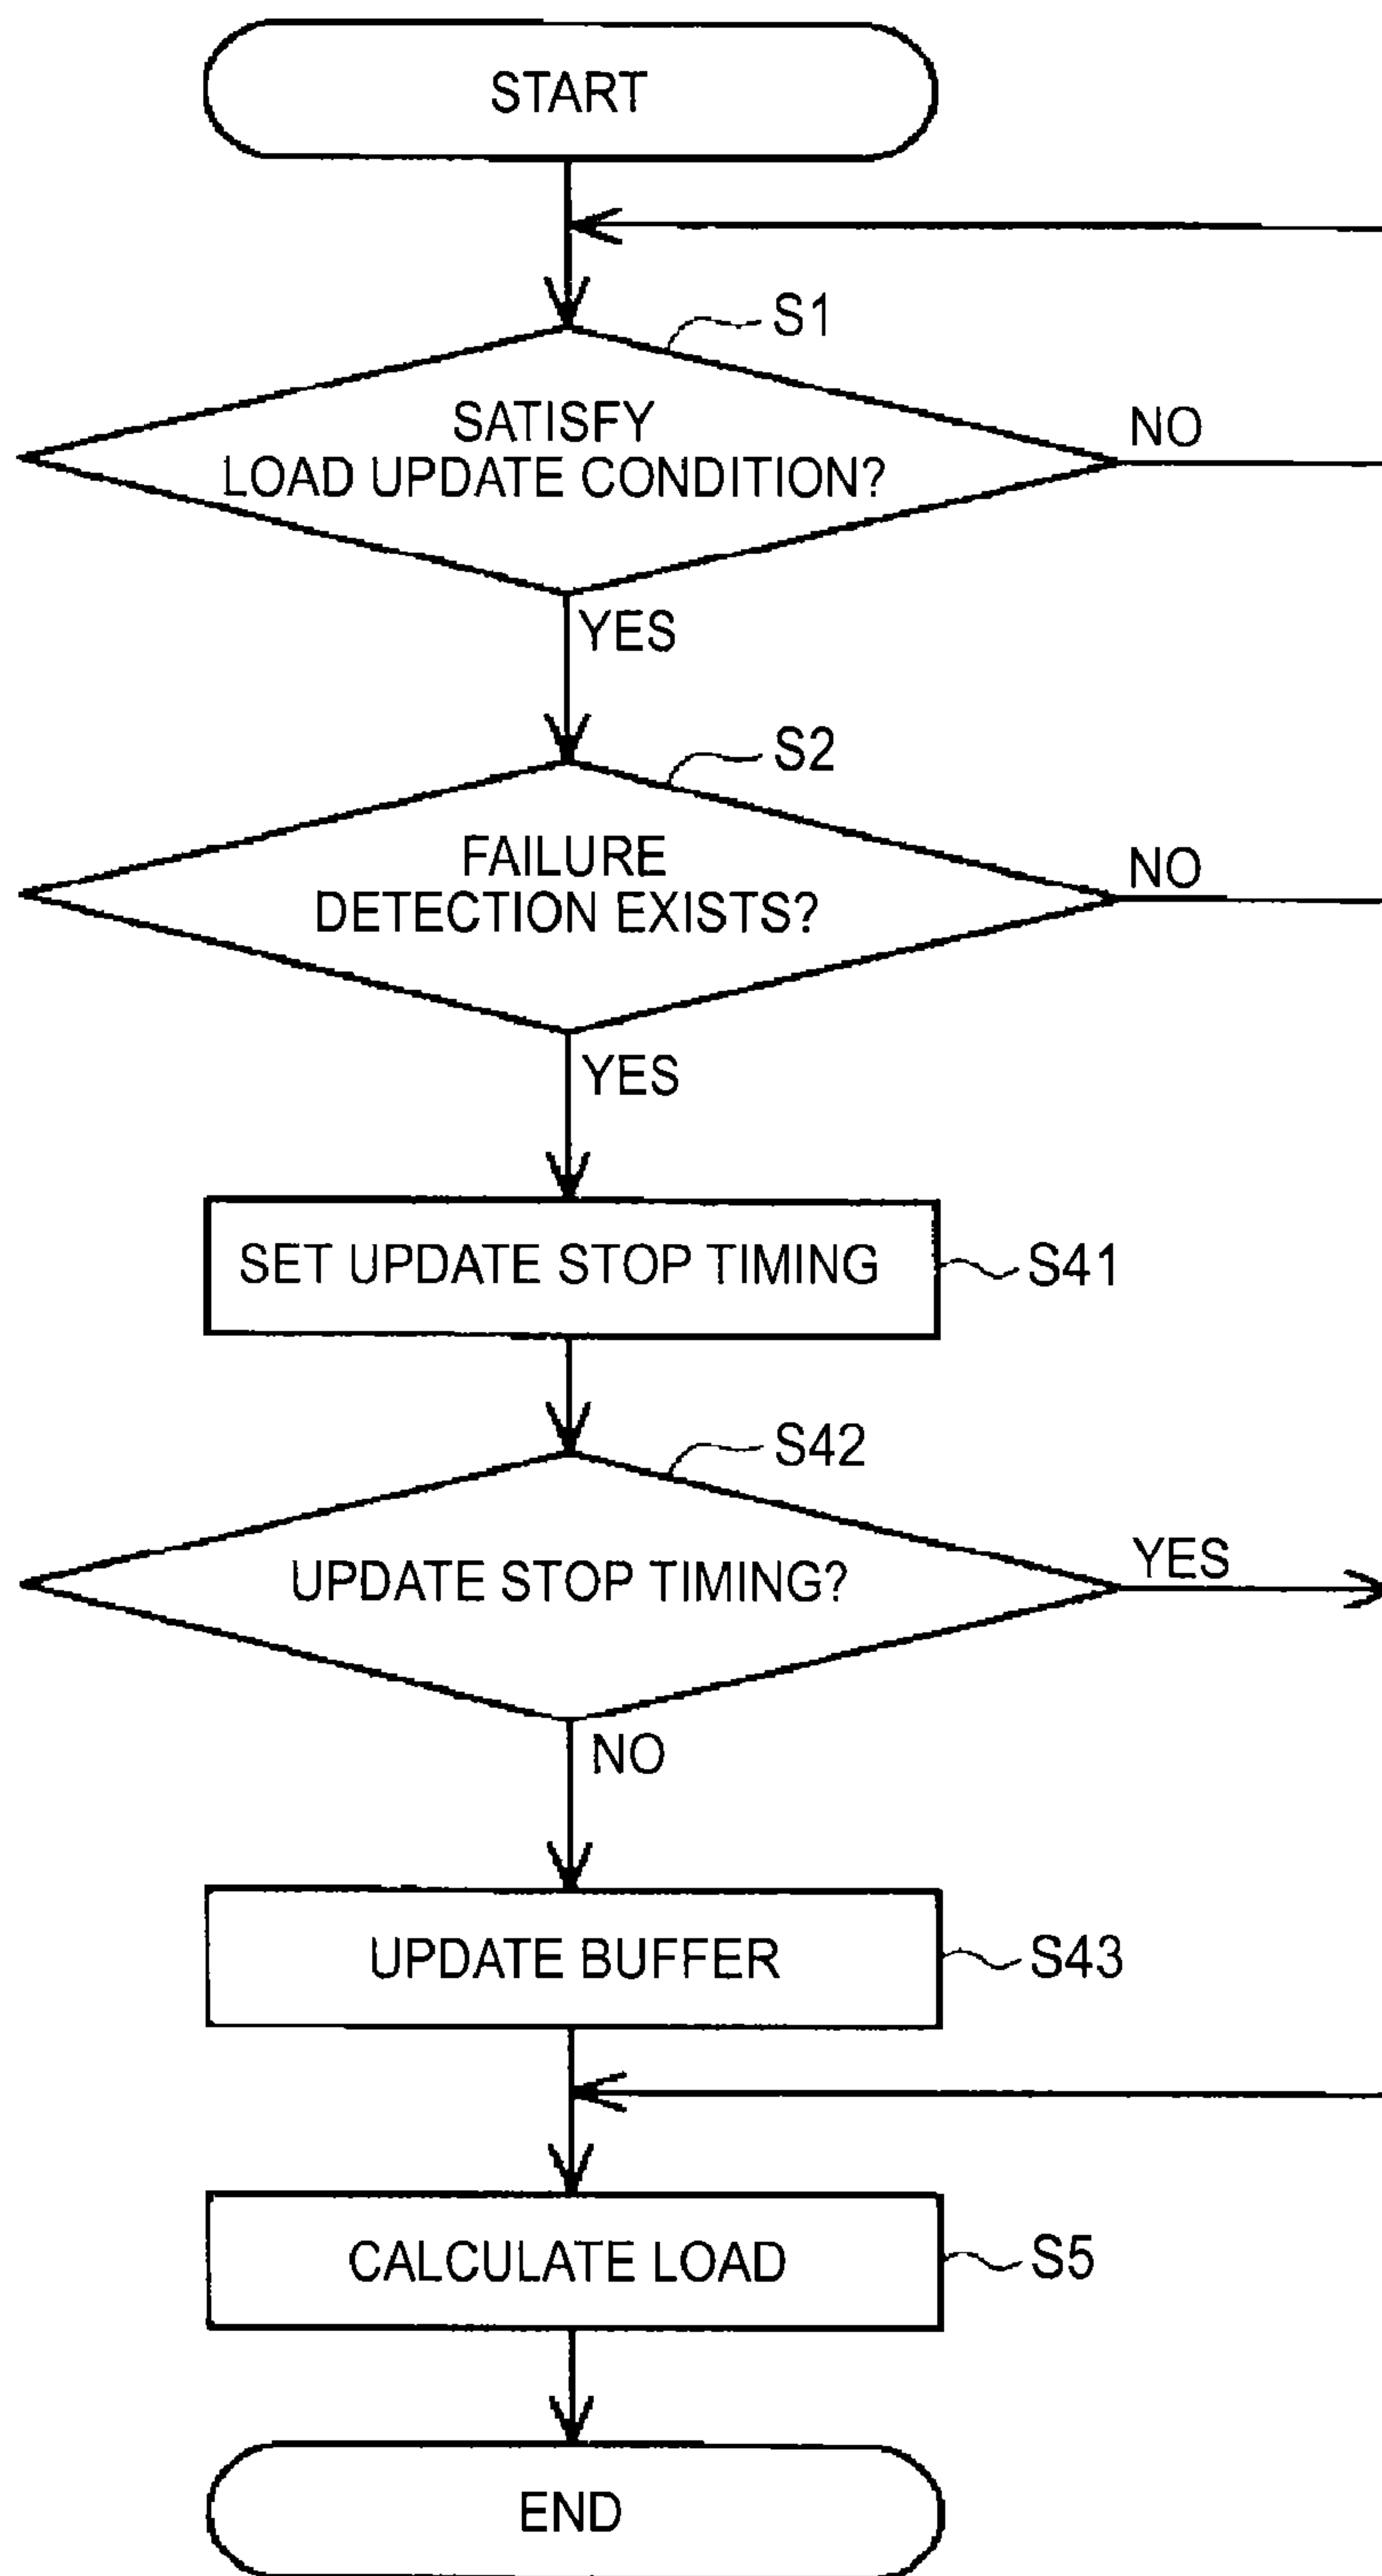 START
S1
SATISFY
LOAD UPDATE CONDITION?
NO
YES
S2
FAILURE
DETECTION EXISTS?
NO
YES
SET UPDATE STOP TIMING
S41
S42
UPDATE STOP TIMING?
YES
NO
UPDATE BUFFER
S43
CALCULATE LOAD
S5
END